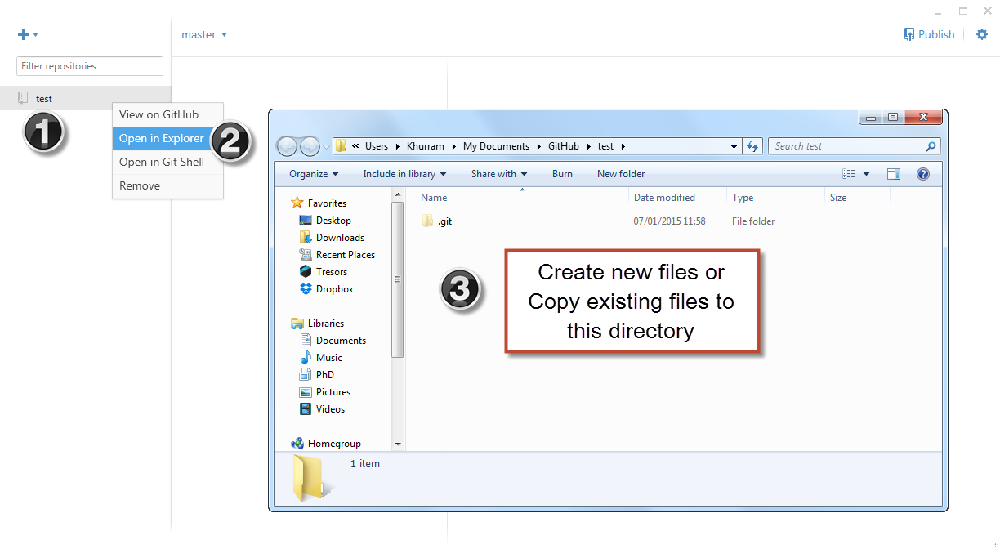 master
Publish
Filter repositories
test
1
View on GitHub
Open in Explorer
Open in Git Shell
Remove
2
« Users Khurram My Documents GitHub test
Search test
Organize Include in library Share with Burn New folder
Favorites
Desktop
Downloads
Recent Places
Tresors
Dropbox
Libraries
Documents
Music
PhD
Pictures
Videos
Homegroup
Name Date modified Type Size
.git 07/01/2015 11:58 File folder
3
Create new files or
Copy existing files to
this directory
1 item